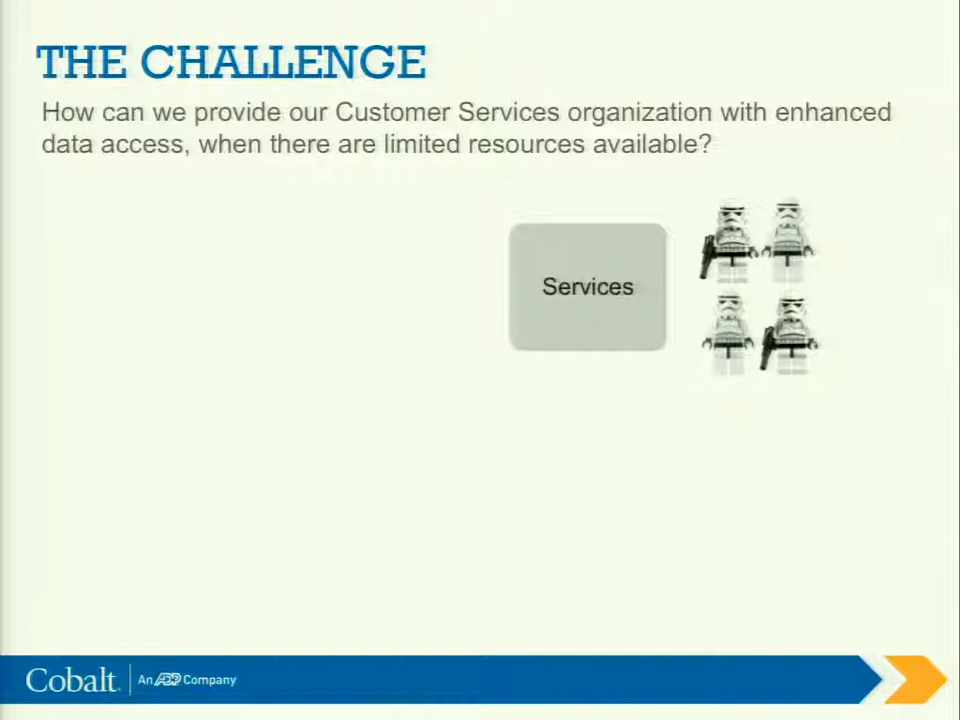 THE CHALLENGE
How can we provide our Customer Services organization with enhanced
data access, when there are limited resources available?
Services
Cobalt
An ADP Company